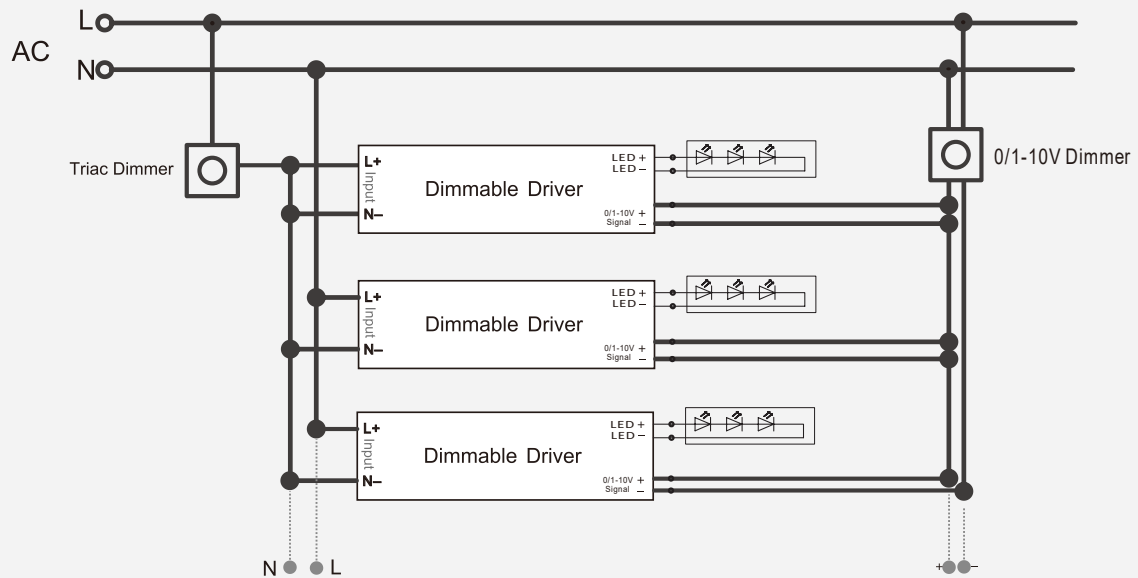 L
AC
N
Triac Dimmer
0/1-10V Dimmer
L+
Input
N–
Dimmable Driver
LED +
LED –
0/1-10V +
Signal –
L+
Input
N–
Dimmable Driver
LED +
LED –
0/1-10V +
Signal –
L+
Input
N–
Dimmable Driver
LED +
LED –
0/1-10V +
Signal –
N L
+ –